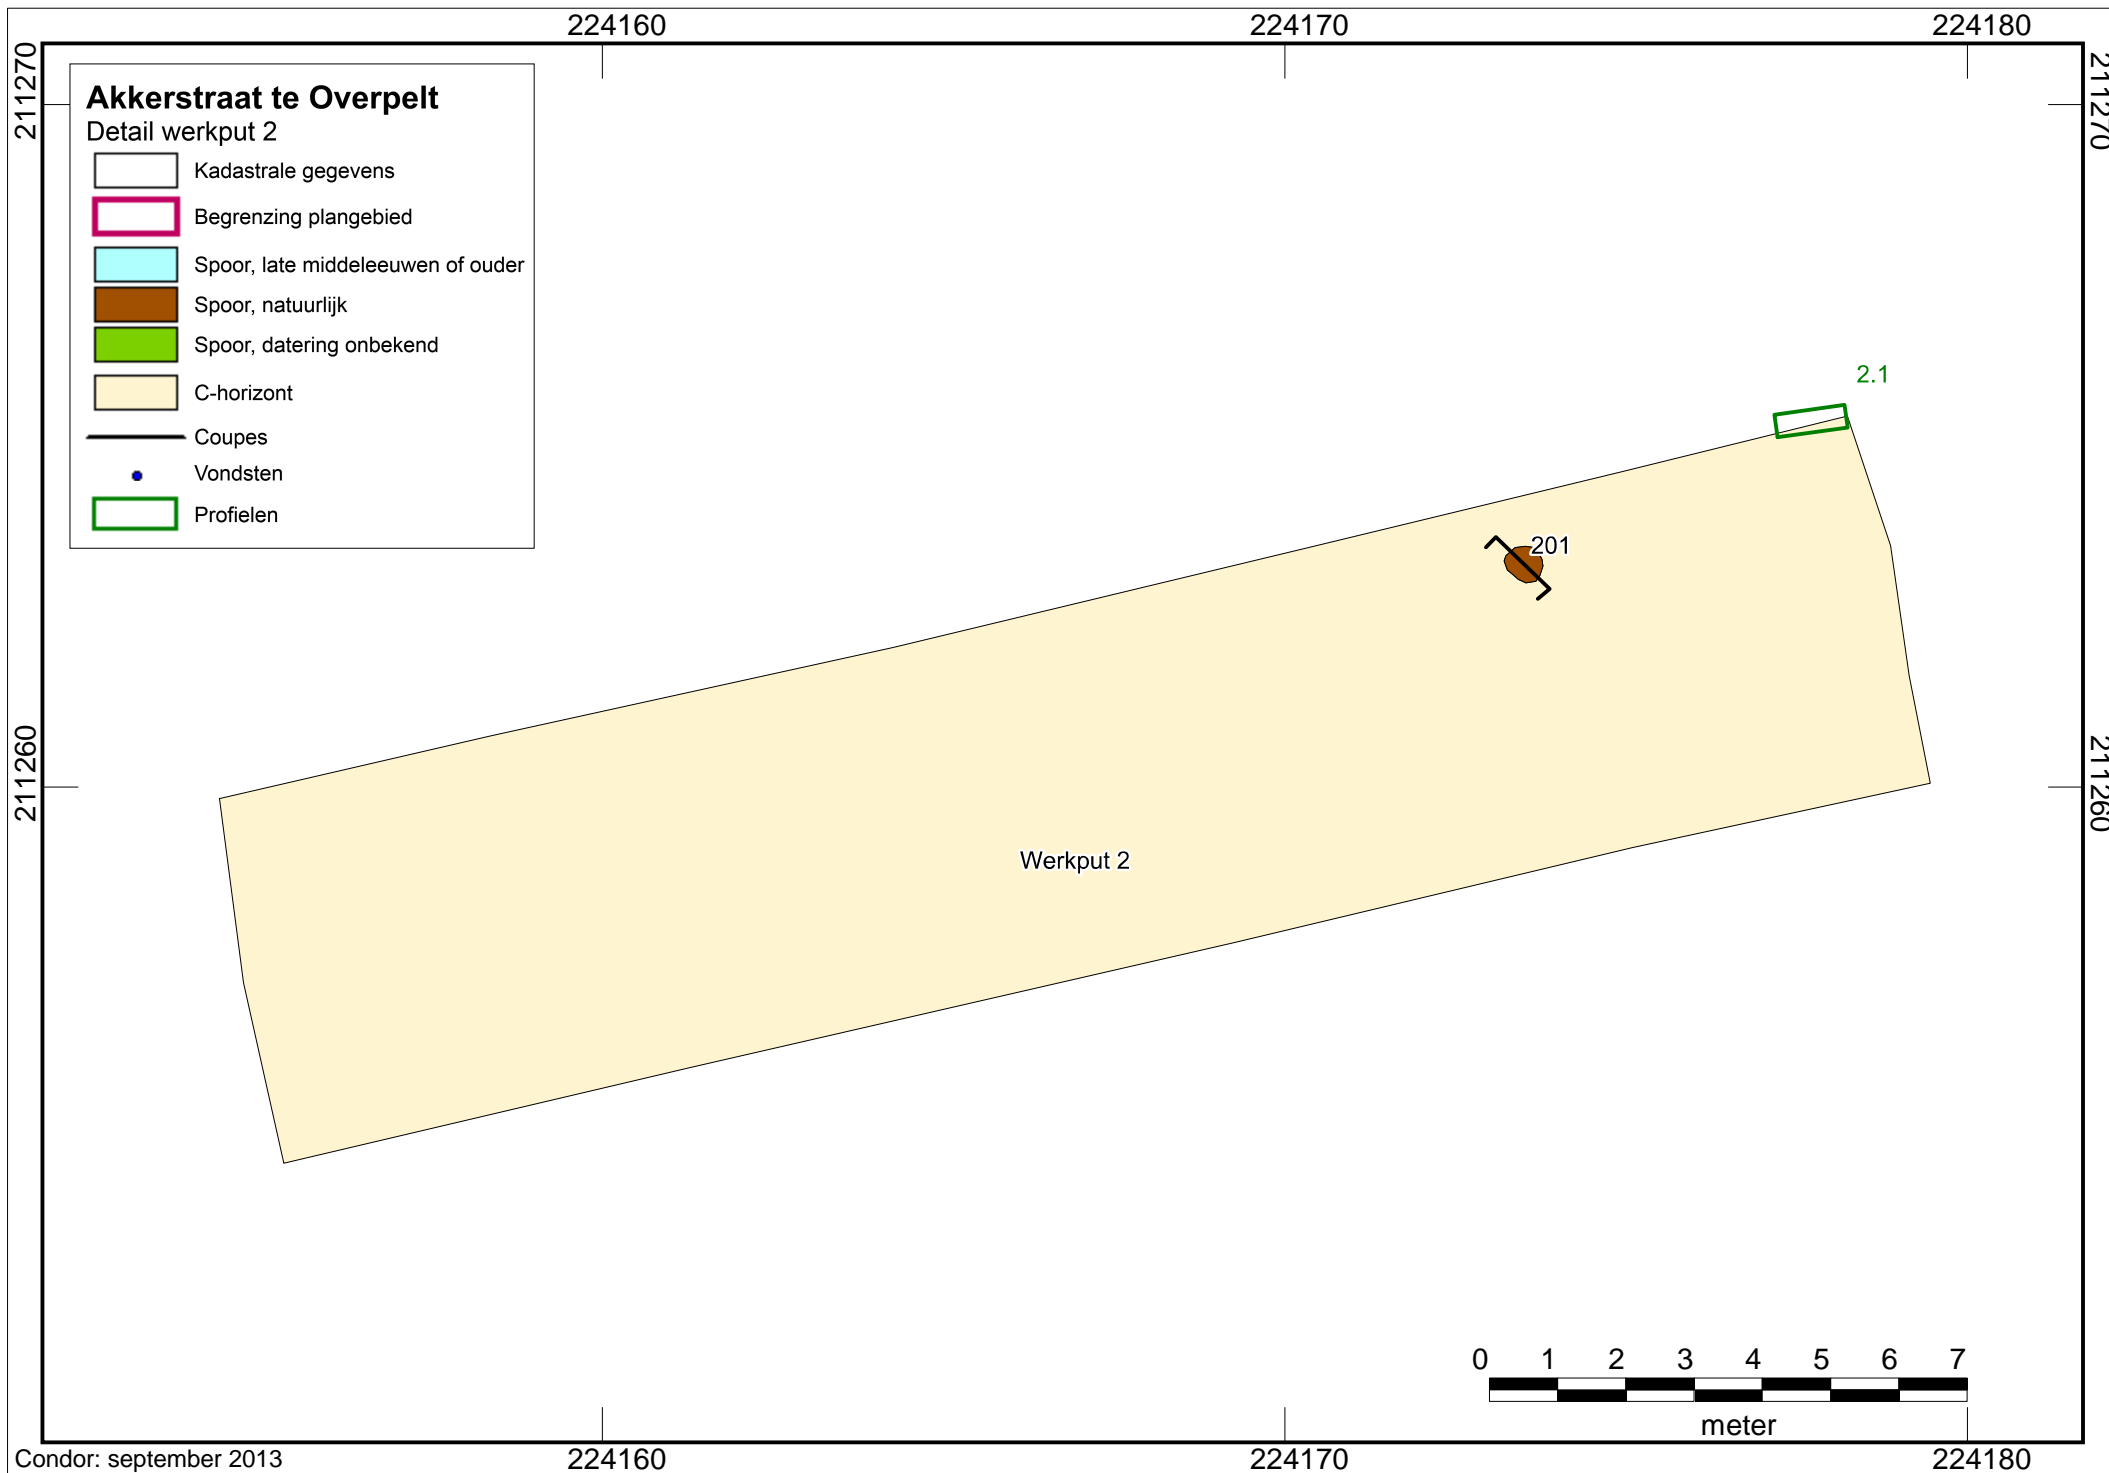 224160
224170
224180
211270
211270
Akkerstraat te Overpelt
Detail werkput 2
Kadastrale gegevens
Begrenzing plangebied
Spoor, late middeleeuwen of ouder
Spoor, natuurlijk
Spoor, datering onbekend
C-horizont
Coupes
Vondsten
Profielen
2.1
201
211260
211260
Werkput 2
0 1 2 3 4 5 6 7
meter
Condor: september 2013
224160
224170
224180